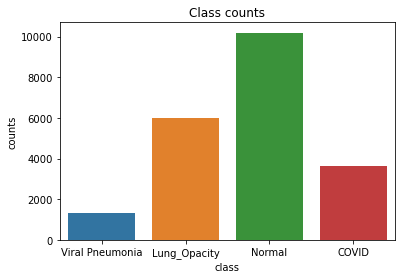 Class counts
counts
10000
8000
6000
4000
2000
0
Viral Pneumonia Lung_Opacity Normal COVID
class